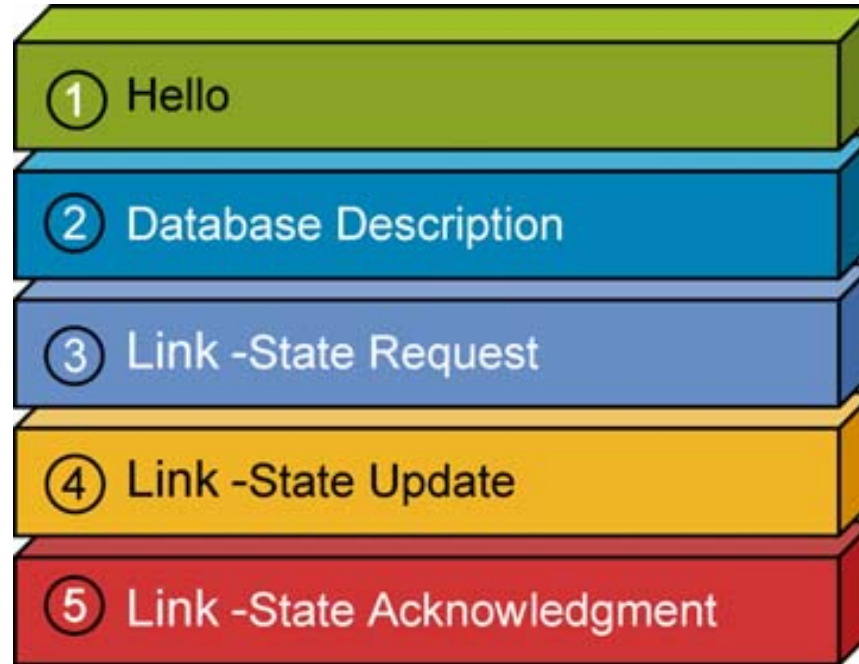 1 Hello
2 Database Description
3 Link -State Request
4 Link -State Update
5 Link -State Acknowledgment